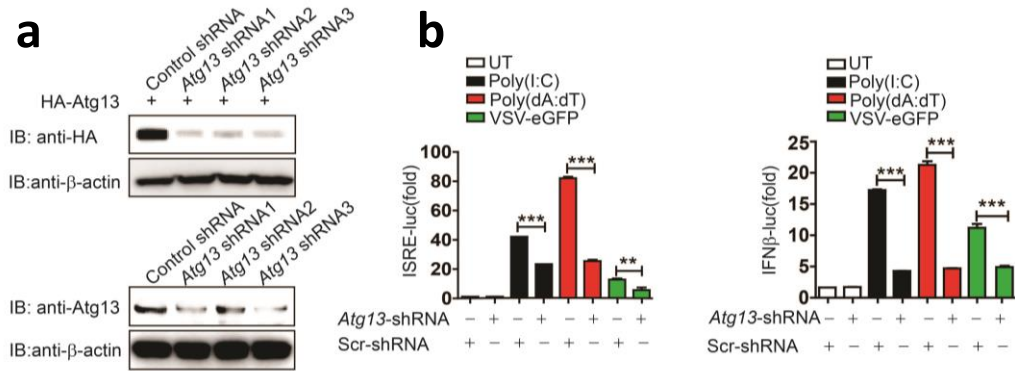 a
Control shRNA
Atg13 shRNA1
Atg13 shRNA2
Atg13 shRNA3
HA-Atg13 + + + +
IB: anti-HA
IB:anti-β-actin
Control shRNA
Atg13 shRNA1
Atg13 shRNA2
Atg13 shRNA3
IB: anti-Atg13
IB:anti-β-actin
b
UT
Poly(I:C)
Poly(dA:dT)
VSV-eGFP
ISRE-luc(fold)
100
80
60
40
20
0
***
***
**
Atg13-shRNA − + − + − + − +
Scr-shRNA + − + − + − + −
UT
Poly(I:C)
Poly(dA:dT)
VSV-eGFP
IFNβ-luc(fold)
25
20
15
10
5
0
***
***
***
Atg13-shRNA − + − + − + − +
Scr-shRNA + − + − + − + −